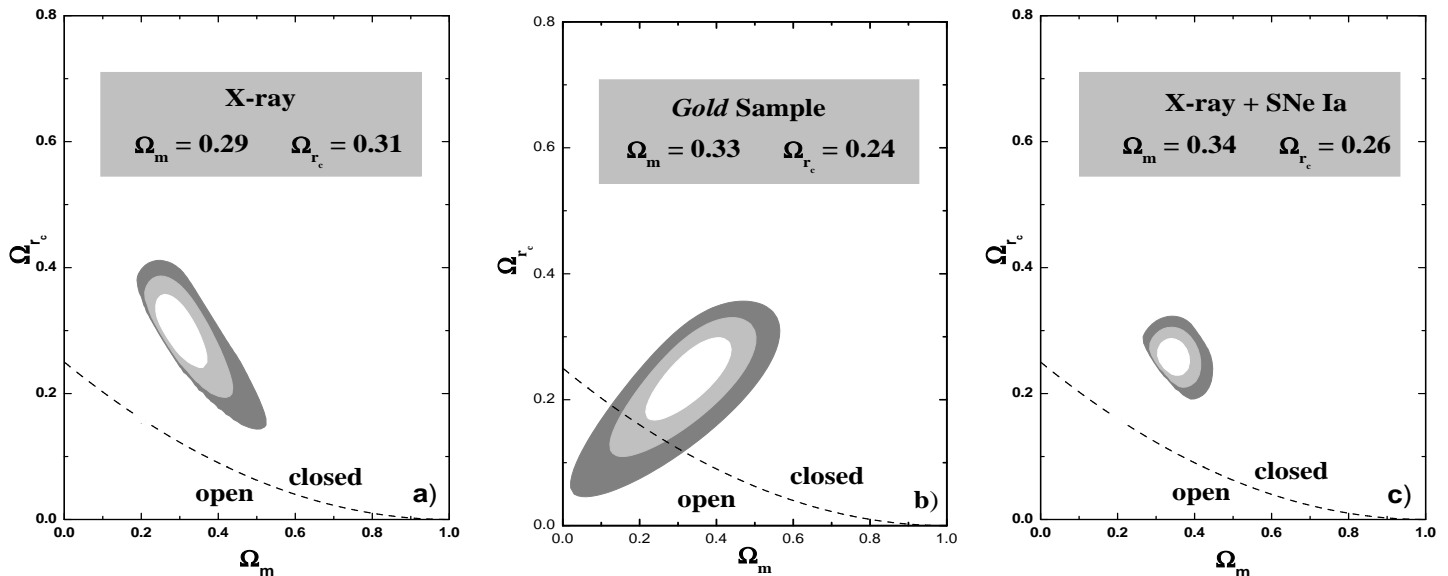 0.8
0.6
0.4
0.2
0.0
Ω_{r_c}
X-ray
Ω_m = 0.29 Ω_{r_c} = 0.31
closed
open
a)
0.0 0.2 0.4 0.6 0.8 1.0
Ω_m
0.8
0.6
0.4
0.2
0.0
Ω_{r_c}
Gold Sample
Ω_m = 0.33 Ω_{r_c} = 0.24
closed
open
b)
0.0 0.2 0.4 0.6 0.8 1.0
Ω_m
0.8
0.6
0.4
0.2
0.0
Ω_{r_c}
X-ray + SNe Ia
Ω_m = 0.34 Ω_{r_c} = 0.26
closed
open
c)
0.0 0.2 0.4 0.6 0.8 1.0
Ω_m